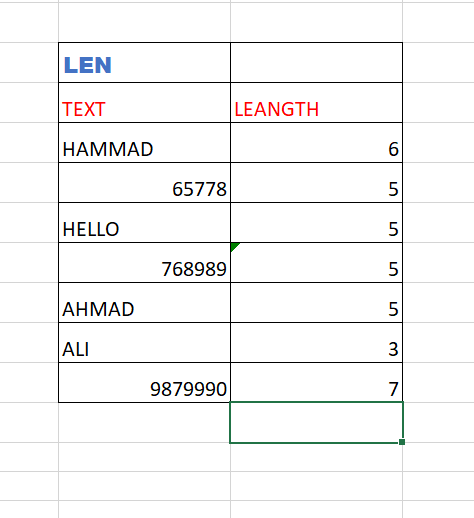 LEN
TEXT LEANGTH
HAMMAD 6
65778 5
HELLO 5
768989 5
AHMAD 5
ALI 3
9879990 7